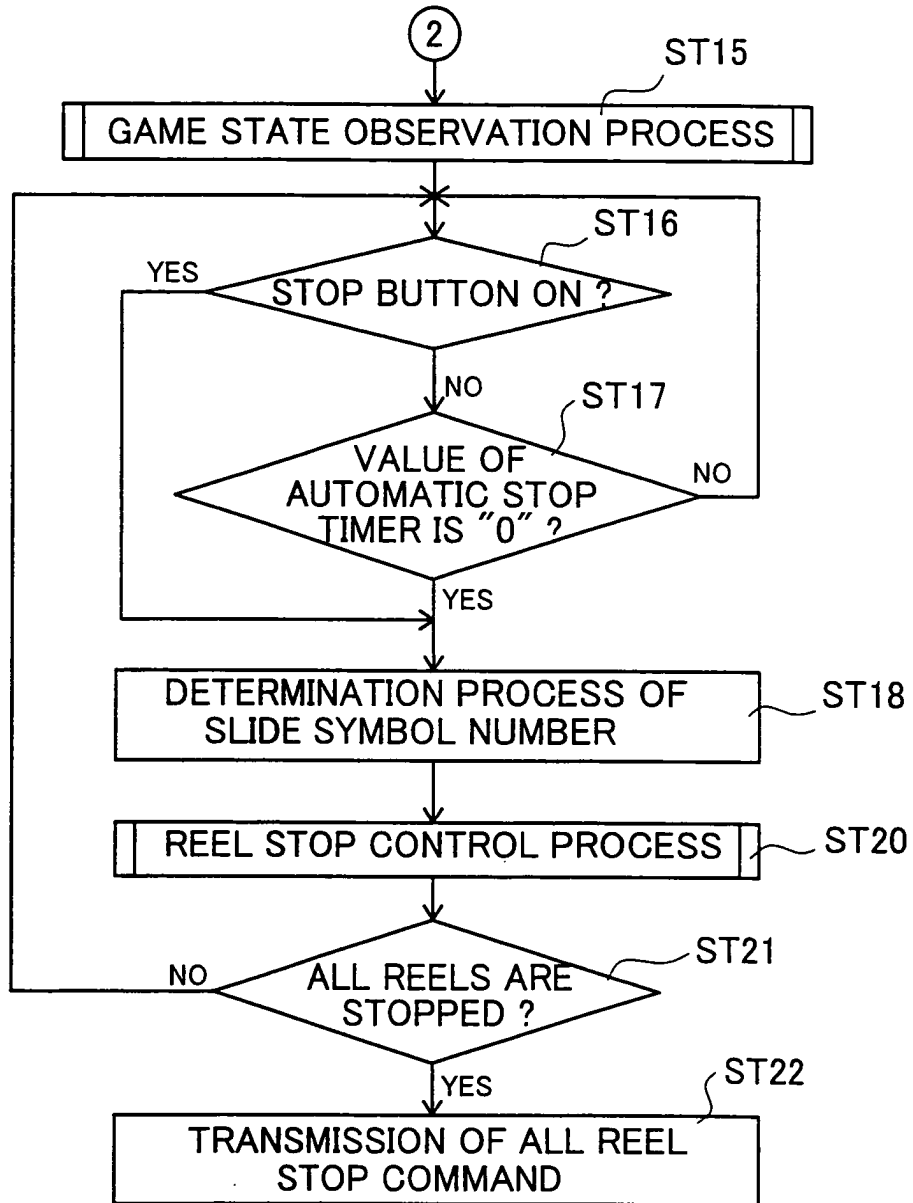 2
ST15
GAME STATE OBSERVATION PROCESS
ST16
YES
STOP BUTTON ON ?
NO
ST17
VALUE OF
AUTOMATIC STOP
TIMER IS "0" ?
NO
YES
DETERMINATION PROCESS OF
SLIDE SYMBOL NUMBER
ST18
REEL STOP CONTROL PROCESS
ST20
ST21
NO
ALL REELS ARE
STOPPED ?
YES
ST22
TRANSMISSION OF ALL REEL
STOP COMMAND